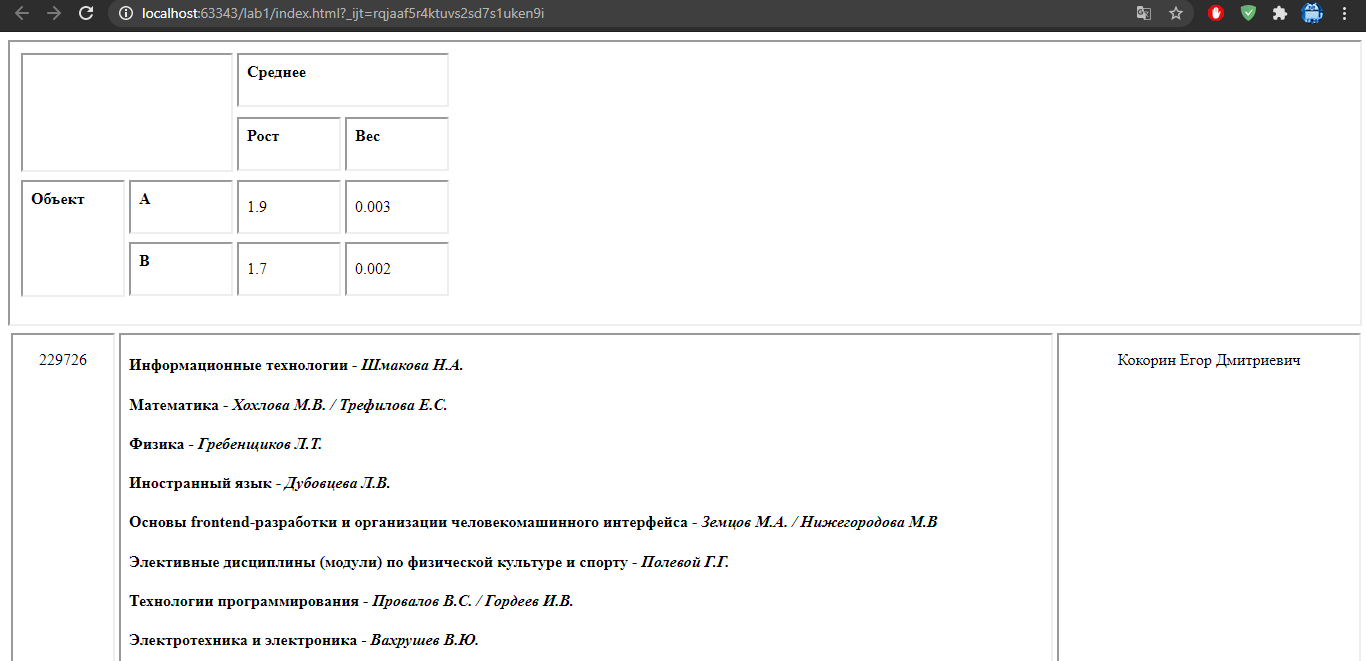 localhost:63343/lab1/index.html?_ijt=rqjaaf5r4ktuvs2sd7s1uken9i
Среднее
Рост Вес
Объект А 1.9 0.003
В 1.7 0.002
229726
Информационные технологии - Шмакова Н.А.
Математика - Хохлова М.В. / Трефилова Е.С.
Физика - Гребенщиков Л.Т.
Иностранный язык - Дубовцева Л.В.
Основы frontend-разработки и организации человекомашинного интерфейса - Земцов М.А. / Нижегородова М.В
Элективные дисциплины (модули) по физической культуре и спорту - Полевой Г.Г.
Технологии программирования - Провалов В.С. / Гордеев И.В.
Электротехника и электроника - Вахрушев В.Ю.
Кокорин Егор Дмитриевич